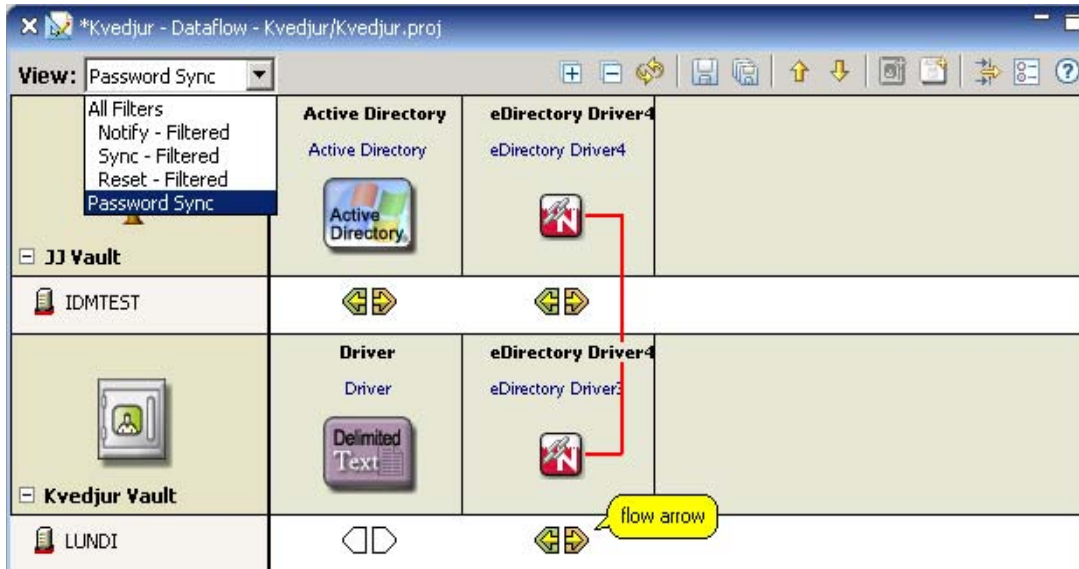 *Kvedjur - Dataflow - Kvedjur/Kvedjur.proj
View: Password Sync
All Filters
Notify - Filtered
Sync - Filtered
Reset - Filtered
Password Sync
Active Directory
eDirectory Driver4
Active Directory
eDirectory Driver4
Active
Directory
N
JJ Vault
IDMTEST
Driver
eDirectory Driver4
Driver
eDirectory Driver3
Delimited
Text
N
Kvedjur Vault
flow arrow
LUNDI